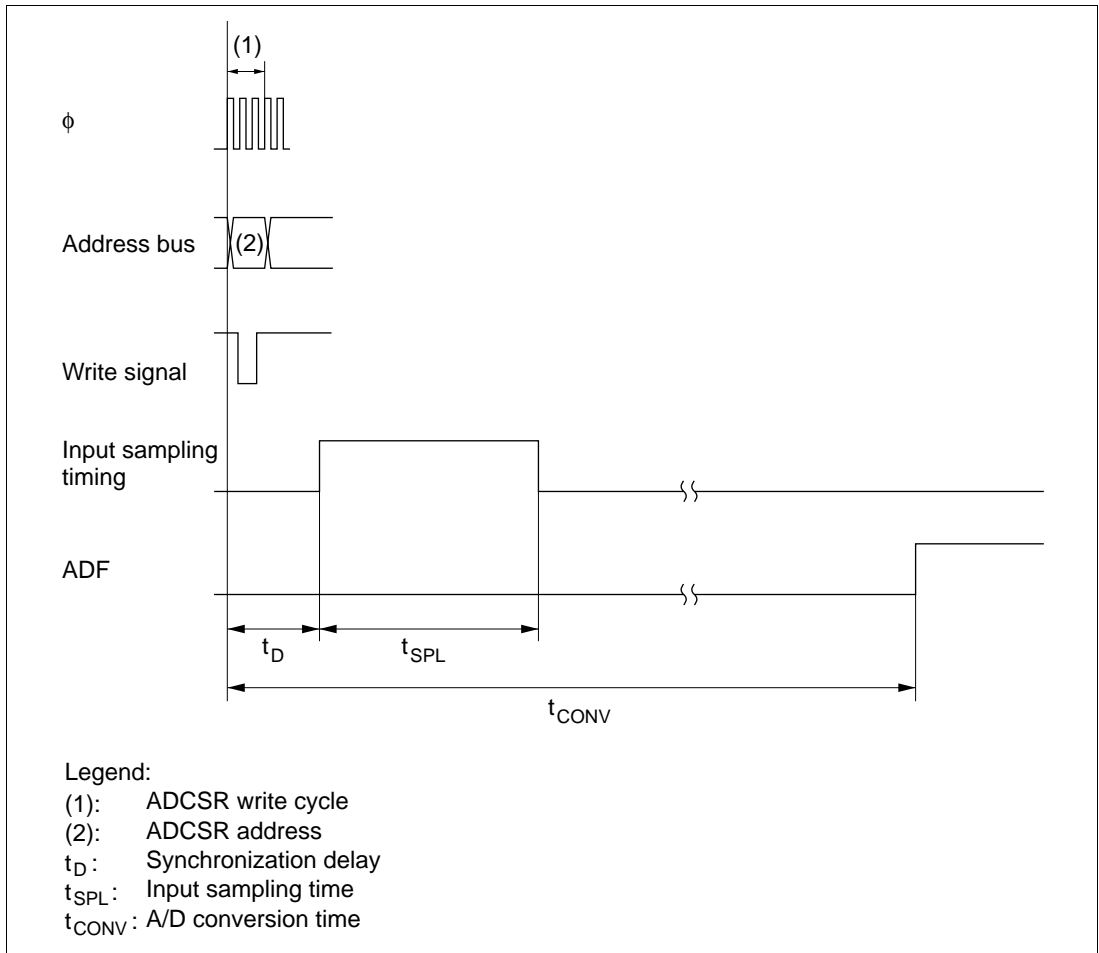 (1)
ϕ
Address bus
(2)
Write signal
Input sampling
timing
ADF
tD
tSPL
tCONV
Legend:
(1): ADCSR write cycle
(2): ADCSR address
tD : Synchronization delay
tSPL : Input sampling time
tCONV : A/D conversion time